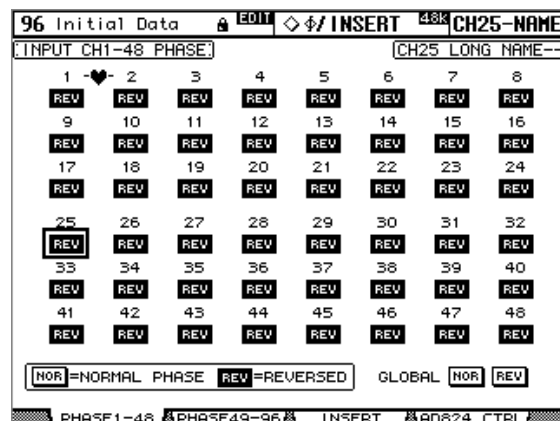 96 Initial Data EDIT ϕ/INSERT 48K CH25-NAME
INPUT CH1-48 PHASE CH25 LONG NAME--
1 2 3 4 5 6 7 8
REV REV REV REV REV REV REV REV
9 10 11 12 13 14 15 16
REV REV REV REV REV REV REV REV
17 18 19 20 21 22 23 24
REV REV REV REV REV REV REV REV
25 26 27 28 29 30 31 32
REV REV REV REV REV REV REV REV
33 34 35 36 37 38 39 40
REV REV REV REV REV REV REV REV
41 42 43 44 45 46 47 48
REV REV REV REV REV REV REV REV
NOR =NORMAL PHASE REV =REVERSED GLOBAL NOR REV
PHASE1-48 PHASE49-96 INSERT AD824 CTRL